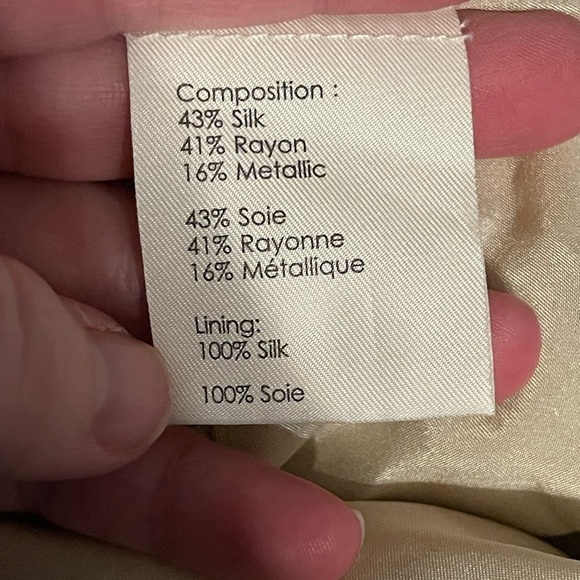 Composition :
43% Silk
41% Rayon
16% Metallic
43% Soie
41% Rayonne
16% Métallique
Lining:
100% Silk
100% Soie